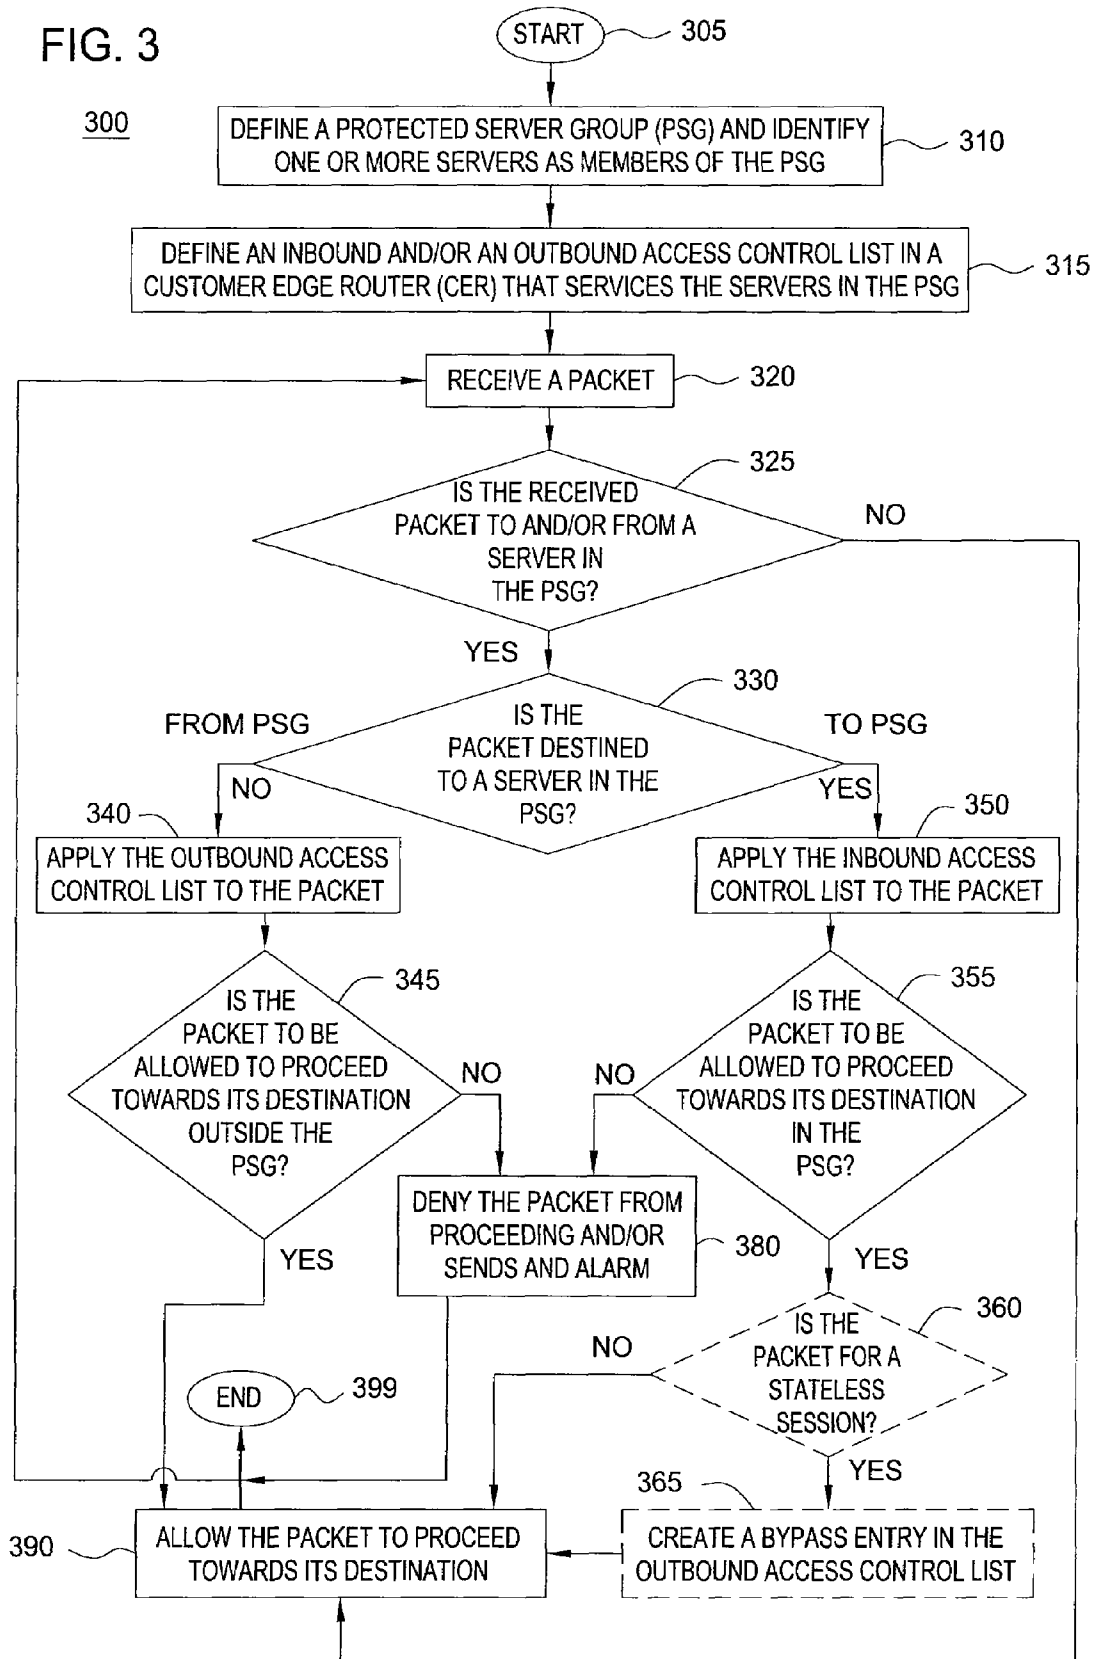 FIG. 3
START
305
300
DEFINE A PROTECTED SERVER GROUP (PSG) AND IDENTIFY
ONE OR MORE SERVERS AS MEMBERS OF THE PSG
310
DEFINE AN INBOUND AND/OR AN OUTBOUND ACCESS CONTROL LIST IN A
CUSTOMER EDGE ROUTER (CER) THAT SERVICES THE SERVERS IN THE PSG
315
RECEIVE A PACKET
320
325
IS THE RECEIVED
PACKET TO AND/OR FROM A
SERVER IN
THE PSG?
NO
YES
330
FROM PSG
IS THE
PACKET DESTINED
TO A SERVER IN THE
PSG?
TO PSG
NO
YES
340
APPLY THE OUTBOUND ACCESS
CONTROL LIST TO THE PACKET
350
APPLY THE INBOUND ACCESS
CONTROL LIST TO THE PACKET
345
IS THE
PACKET TO BE
ALLOWED TO PROCEED
TOWARDS ITS DESTINATION
OUTSIDE THE
PSG?
NO
YES
355
IS THE
PACKET TO BE
ALLOWED TO PROCEED
TOWARDS ITS DESTINATION
IN THE
PSG?
NO
YES
DENY THE PACKET FROM
PROCEEDING AND/OR
SENDS AND ALARM
380
360
IS THE
PACKET FOR A
STATELESS
SESSION?
NO
YES
END
399
365
CREATE A BYPASS ENTRY IN THE
OUTBOUND ACCESS CONTROL LIST
390
ALLOW THE PACKET TO PROCEED
TOWARDS ITS DESTINATION